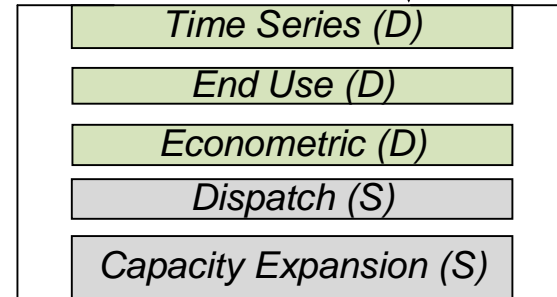 Time Series (D)
End Use (D)
Econometric (D)
Dispatch (S)
Capacity Expansion (S)